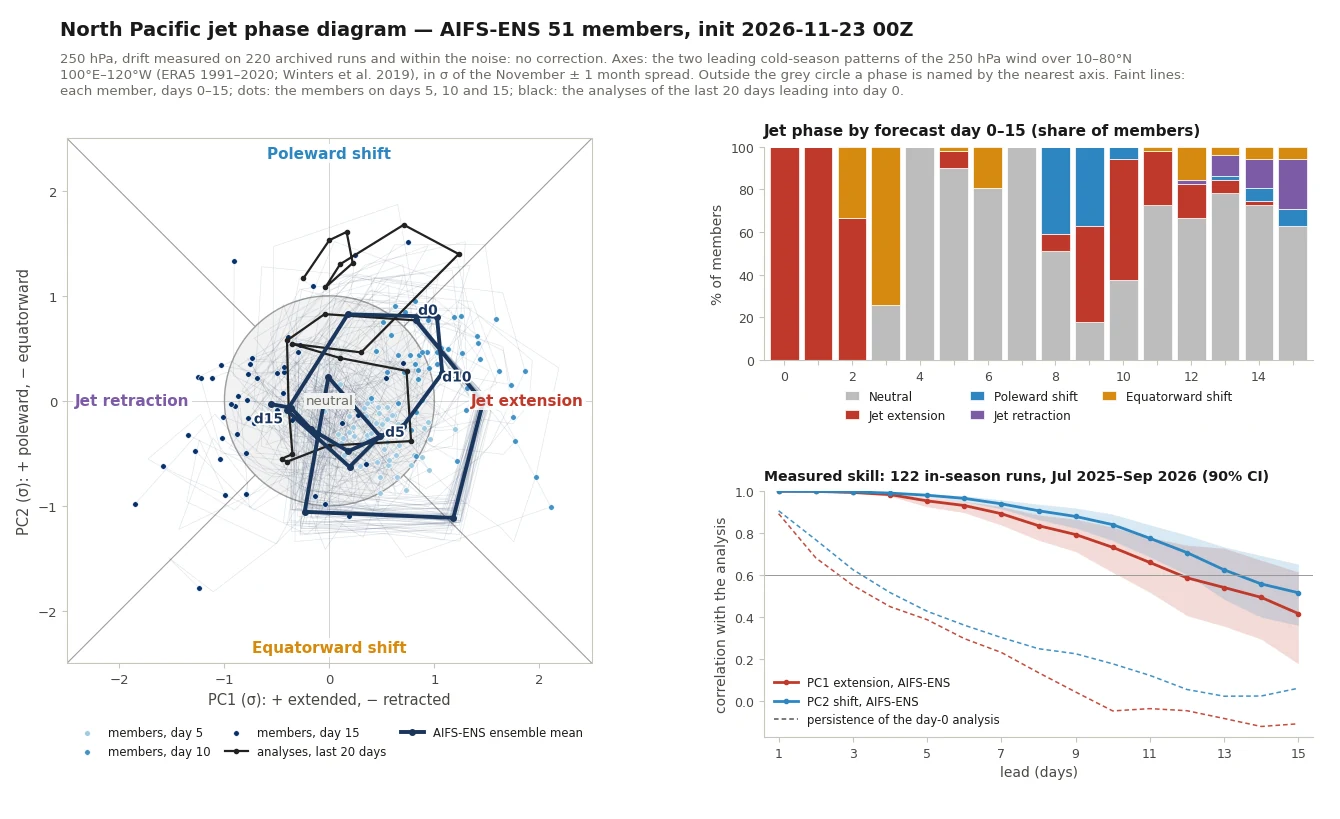 North Pacific jet phase diagram — AIFS-ENS 51 members, init 2026-11-23 00Z
250 hPa, drift measured on 220 archived runs and within the noise: no correction. Axes: the two leading cold-season patterns of the 250 hPa wind over 10–80°N
100°E–120°W (ERA5 1991–2020; Winters et al. 2019), in σ of the November ± 1 month spread. Outside the grey circle a phase is named by the nearest axis. Faint lines:
each member, days 0–15; dots: the members on days 5, 10 and 15; black: the analyses of the last 20 days leading into day 0.
Poleward shift
Jet retraction
neutral
Jet extension
Equatorward shift
d0
d10
d15
d5
2
1
0
−1
−2
−2
−1
0
1
2
PC2 (σ): + poleward, − equatorward
PC1 (σ): + extended, − retracted
members, day 5
members, day 10
members, day 15
analyses, last 20 days
AIFS-ENS ensemble mean
Jet phase by forecast day 0–15 (share of members)
100
80
60
40
20
0
% of members
0
2
4
6
8
10
12
14
Neutral
Jet extension
Poleward shift
Jet retraction
Equatorward shift
Measured skill: 122 in-season runs, Jul 2025–Sep 2026 (90% CI)
1.0
0.8
0.6
0.4
0.2
0.0
correlation with the analysis
PC1 extension, AIFS-ENS
PC2 shift, AIFS-ENS
persistence of the day-0 analysis
1
3
5
7
9
11
13
15
lead (days)